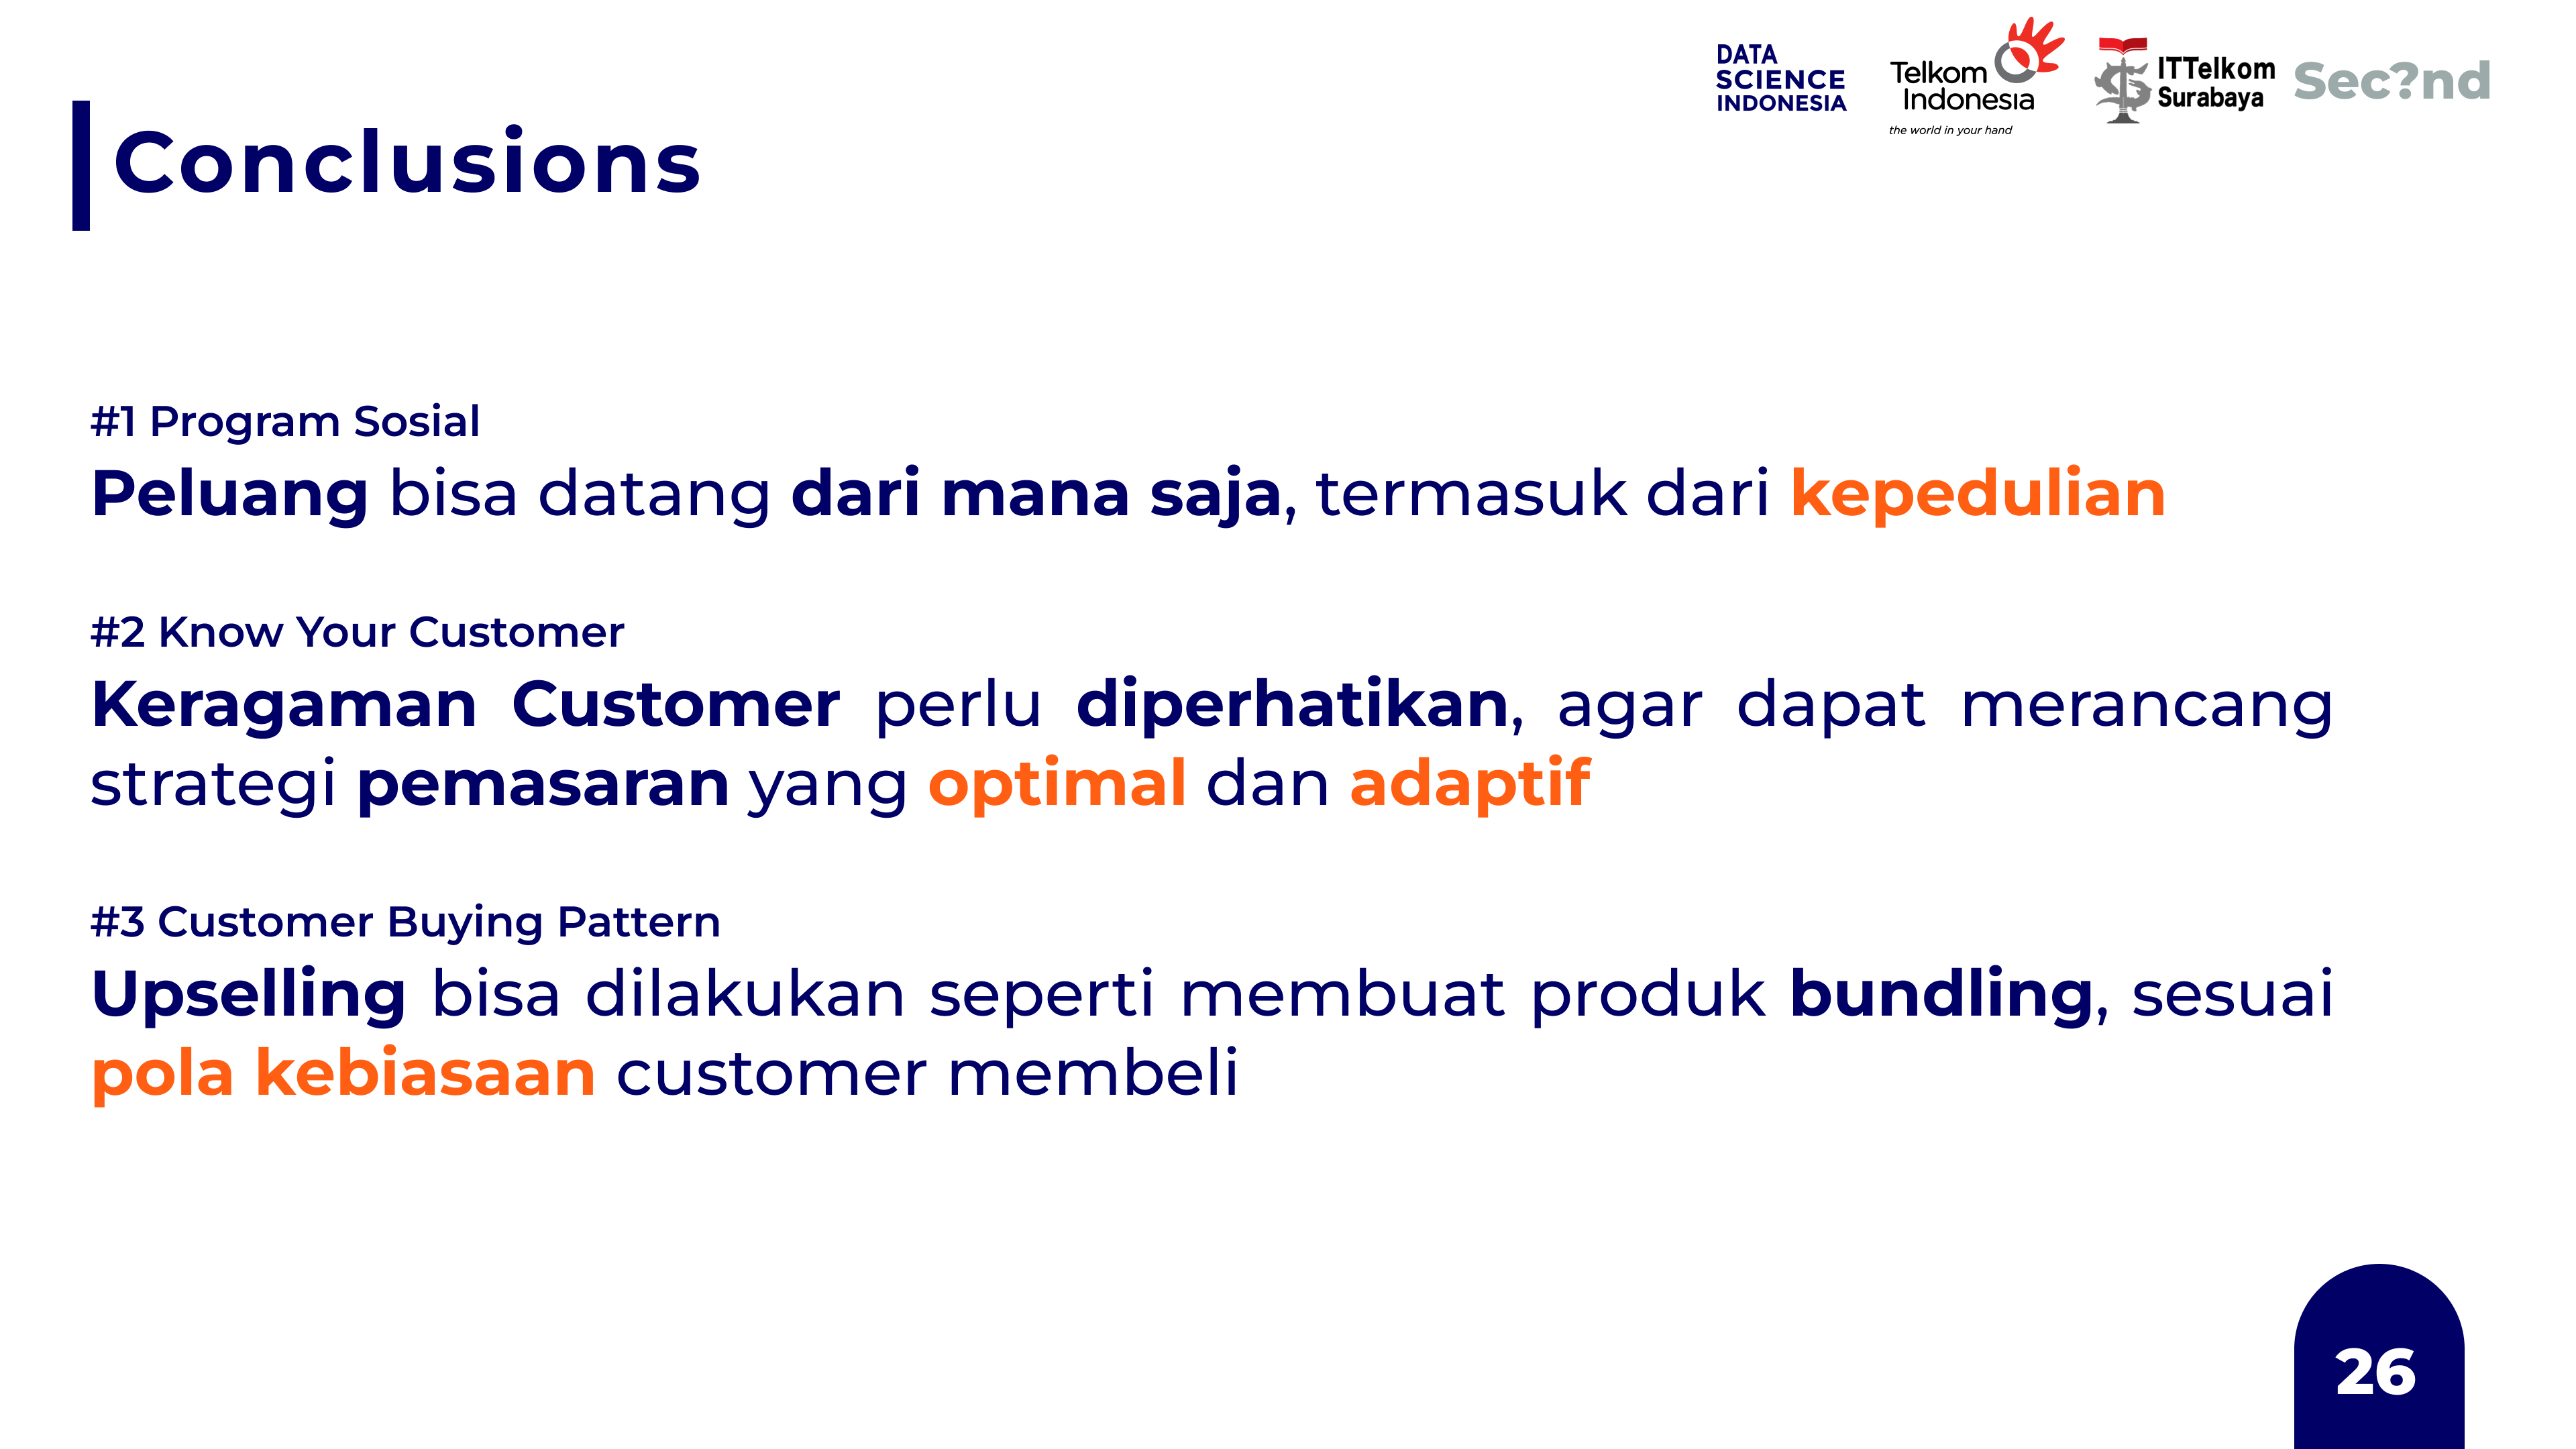 DATA
SCIENCE
INDONESIA
Telkom
Indonesia
the world in your hand
ITTelkom
Surabaya
Sec?nd
Conclusions
#1 Program Sosial
Peluang bisa datang dari mana saja, termasuk dari kepedulian
#2 Know Your Customer
Keragaman Customer perlu diperhatikan, agar dapat merancang
strategi pemasaran yang optimal dan adaptif
#3 Customer Buying Pattern
Upselling bisa dilakukan seperti membuat produk bundling, sesuai
pola kebiasaan customer membeli
26